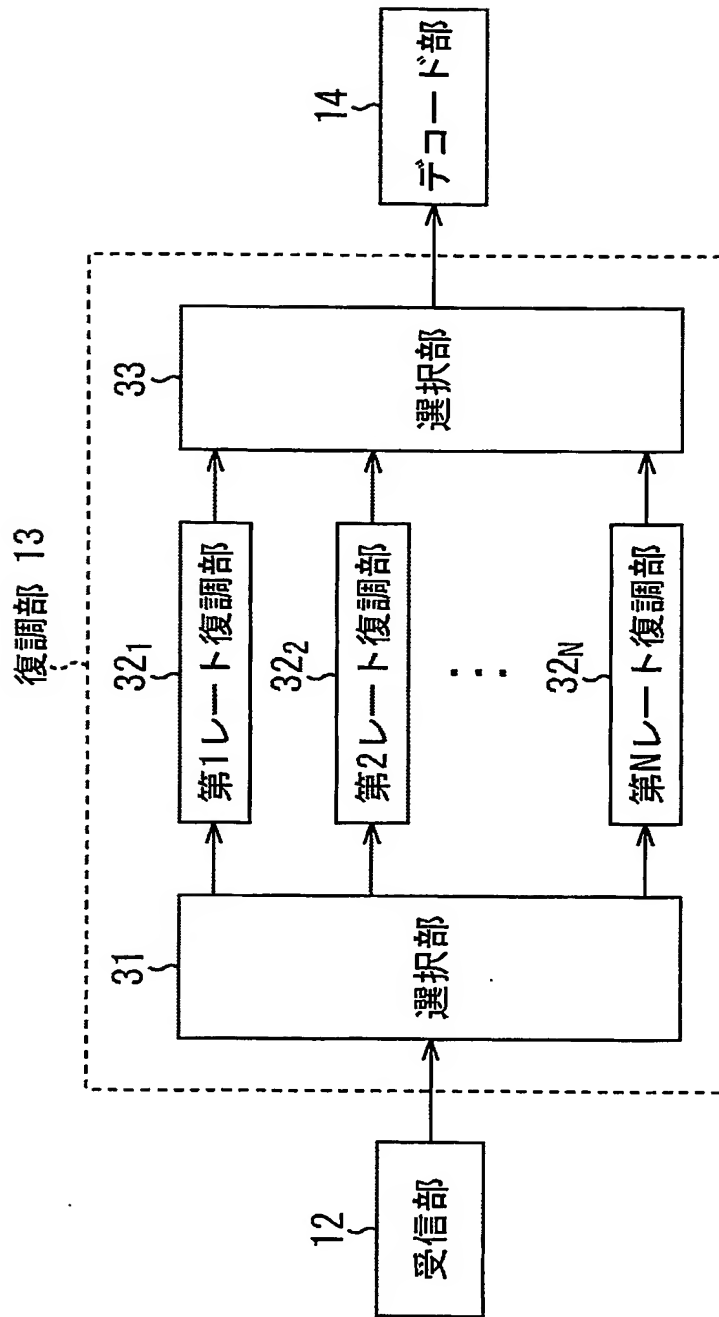 復調部 13
12
受信部
31
選択部
32₁
第1レート復調部
32₂
第2レート復調部
···
32N
第Nレート復調部
33
選択部
14
デコード部